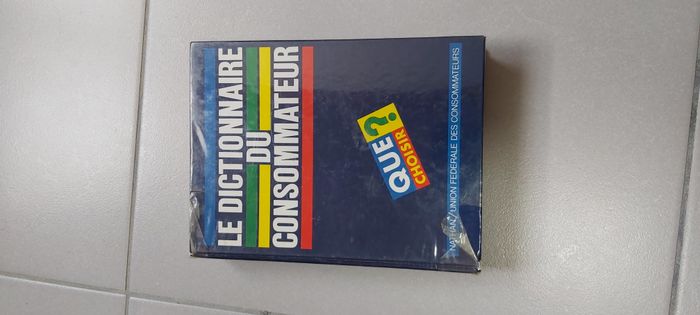 LE DICTIONNAIRE
DU
CONSOMMATEUR
QUE?
CHOISIR
NATHAN/UNION FEDERALE DES CONSOMMATEURS